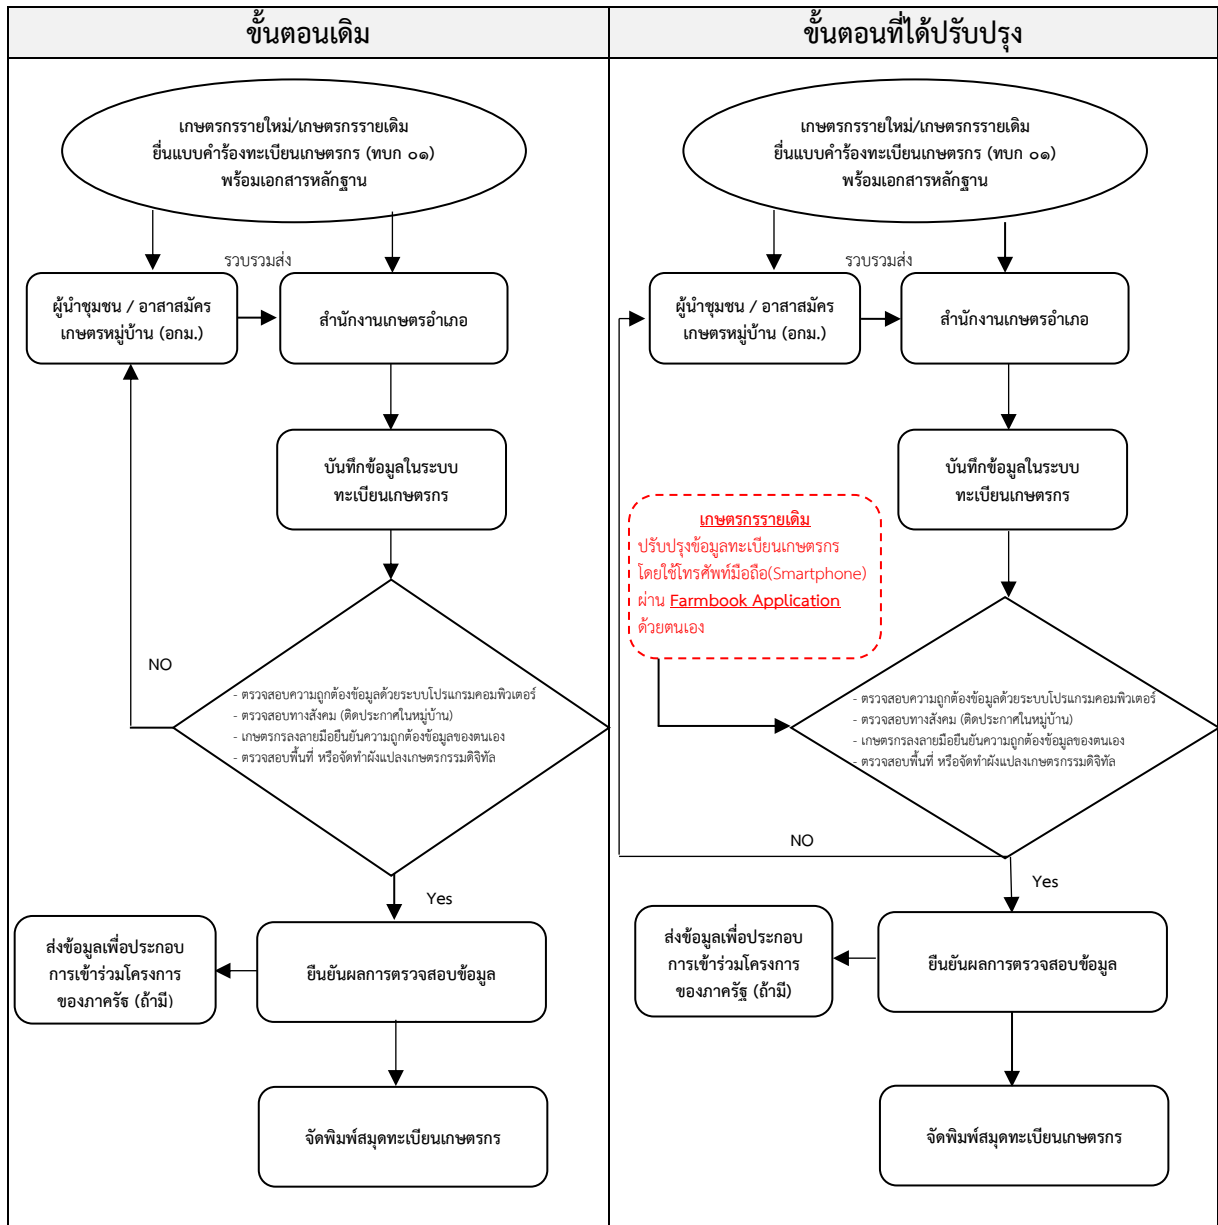 ขั้นตอนเดิม
เกษตรกรรายใหม่/เกษตรกรรายเดิม
ยื่นแบบคำร้องทะเบียนเกษตรกร (ทบก ๐๑)
พร้อมเอกสารหลักฐาน
รวบรวมส่ง
ผู้นำชุมชน / อาสาสมัคร
เกษตรหมู่บ้าน (อกม.)
สำนักงานเกษตรอำเภอ
บันทึกข้อมูลในระบบ
ทะเบียนเกษตรกร
NO
- ตรวจสอบความถูกต้องข้อมูลด้วยระบบโปรแกรมคอมพิวเตอร์
- ตรวจสอบทางสังคม (ติดประกาศในหมู่บ้าน)
- เกษตรกรลงลายมือยืนยันความถูกต้องข้อมูลของตนเอง
- ตรวจสอบพื้นที่ หรือจัดทำผังแปลงเกษตรกรรมดิจิทัล
Yes
ส่งข้อมูลเพื่อประกอบ
การเข้าร่วมโครงการ
ของภาครัฐ (ถ้ามี)
ยืนยันผลการตรวจสอบข้อมูล
จัดพิมพ์สมุดทะเบียนเกษตรกร
ขั้นตอนที่ได้ปรับปรุง
เกษตรกรรายใหม่/เกษตรกรรายเดิม
ยื่นแบบคำร้องทะเบียนเกษตรกร (ทบก ๐๑)
พร้อมเอกสารหลักฐาน
รวบรวมส่ง
ผู้นำชุมชน / อาสาสมัคร
เกษตรหมู่บ้าน (อกม.)
สำนักงานเกษตรอำเภอ
บันทึกข้อมูลในระบบ
ทะเบียนเกษตรกร
เกษตรกรรายเดิม
ปรับปรุงข้อมูลทะเบียนเกษตรกร
โดยใช้โทรศัพท์มือถือ(Smartphone)
ผ่าน Farmbook Application
ด้วยตนเอง
- ตรวจสอบความถูกต้องข้อมูลด้วยระบบโปรแกรมคอมพิวเตอร์
- ตรวจสอบทางสังคม (ติดประกาศในหมู่บ้าน)
- เกษตรกรลงลายมือยืนยันความถูกต้องข้อมูลของตนเอง
- ตรวจสอบพื้นที่ หรือจัดทำผังแปลงเกษตรกรรมดิจิทัล
NO
Yes
ส่งข้อมูลเพื่อประกอบ
การเข้าร่วมโครงการ
ของภาครัฐ (ถ้ามี)
ยืนยันผลการตรวจสอบข้อมูล
จัดพิมพ์สมุดทะเบียนเกษตรกร